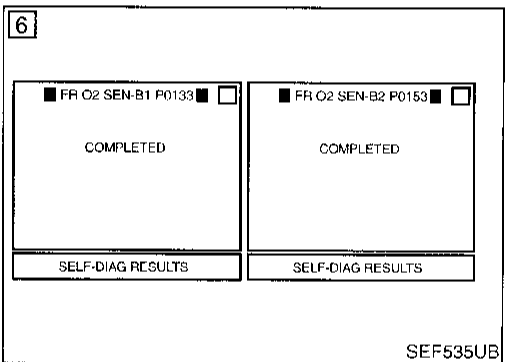 6
FR O2 SEN-B1 P0133
COMPLETED
SELF-DIAG RESULTS
FR O2 SEN-B2 P0153
COMPLETED
SELF-DIAG RESULTS
SEF535UB